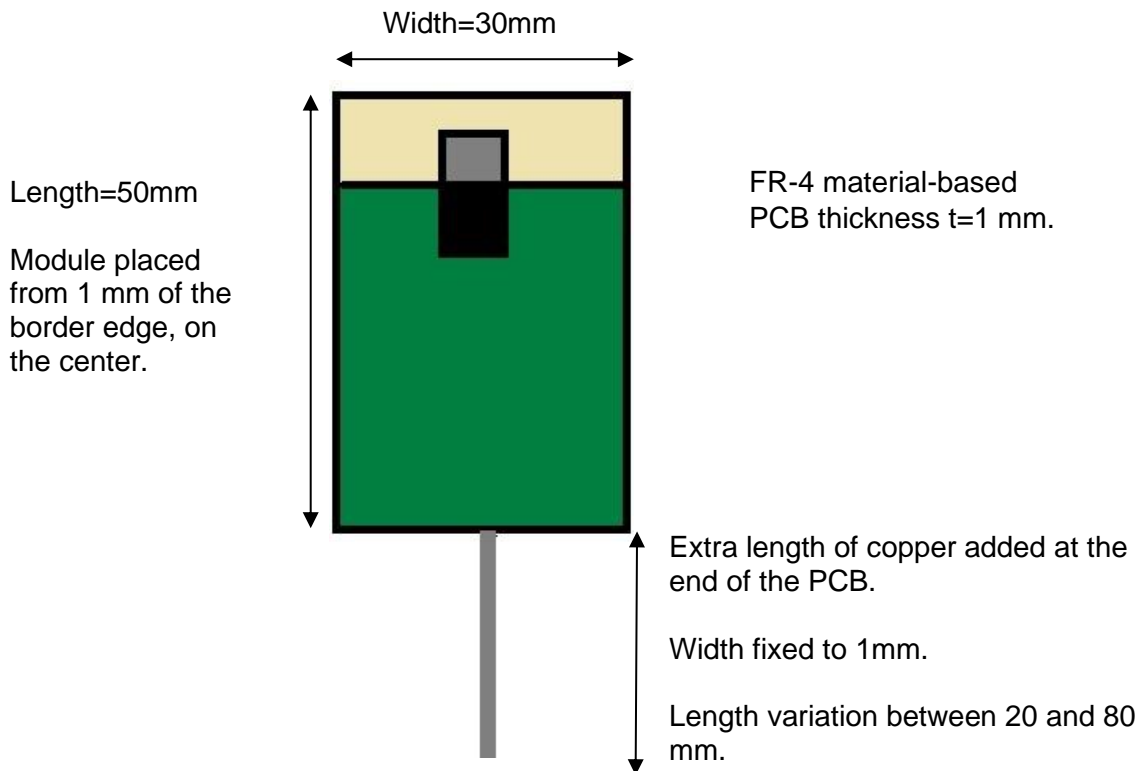 Width=30mm
Length=50mm
Module placed
from 1 mm of the
border edge, on
the center.
FR-4 material-based
PCB thickness t=1 mm.
Extra length of copper added at the
end of the PCB.
Width fixed to 1mm.
Length variation between 20 and 80
mm.